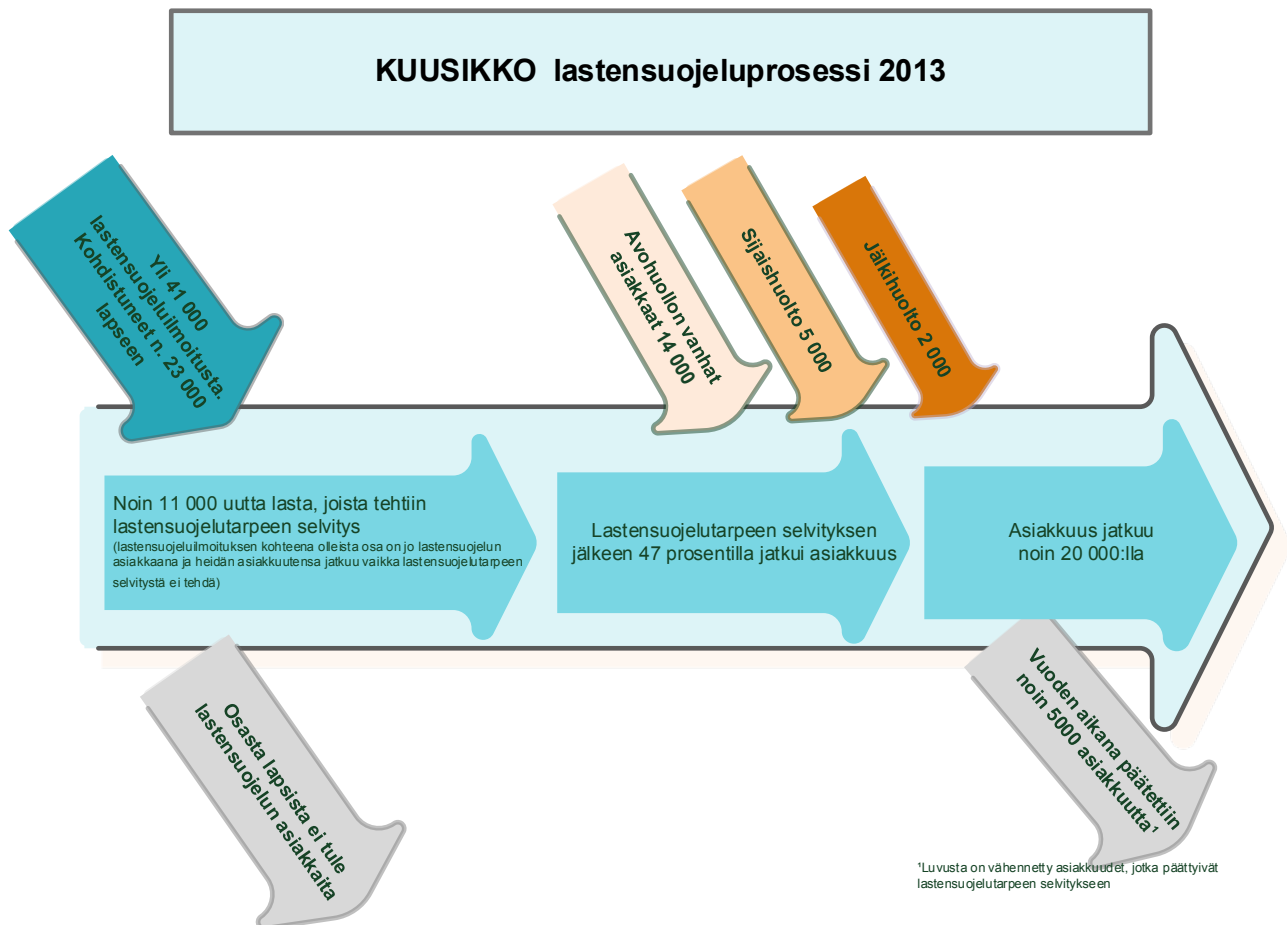 KUUSIKKO lastensuojeluprosessi 2013
Yli 41 000
lastensuojeluilmoitusta.
Kohdistuneet n. 23 000
lapseen
Avohuollon vanhat
asiakkaat 14 000
Sijaishuolto 5 000
Jälkihuolto 2 000
Noin 11 000 uutta lasta, joista tehtiin
lastensuojelutarpeen selvitys
(lastensuojeluilmoituksen kohteena olleista osa on jo lastensuojelun
asiakkaana ja heidän asiakkuutensa jatkuu vaikka lastensuojelutarpeen
selvitystä ei tehdä)
Lastensuojelutarpeen selvityksen
jälkeen 47 prosentilla jatkui asiakkuus
Asiakkuus jatkuu
noin 20 000:lla
Osasta lapsista ei tule
lastensuojelun asiakkaita
Vuoden aikana päätettiin
noin 5000 asiakkuutta¹
¹Luvusta on vähennetty asiakkuudet, jotka päättyivät
lastensuojelutarpeen selvitykseen